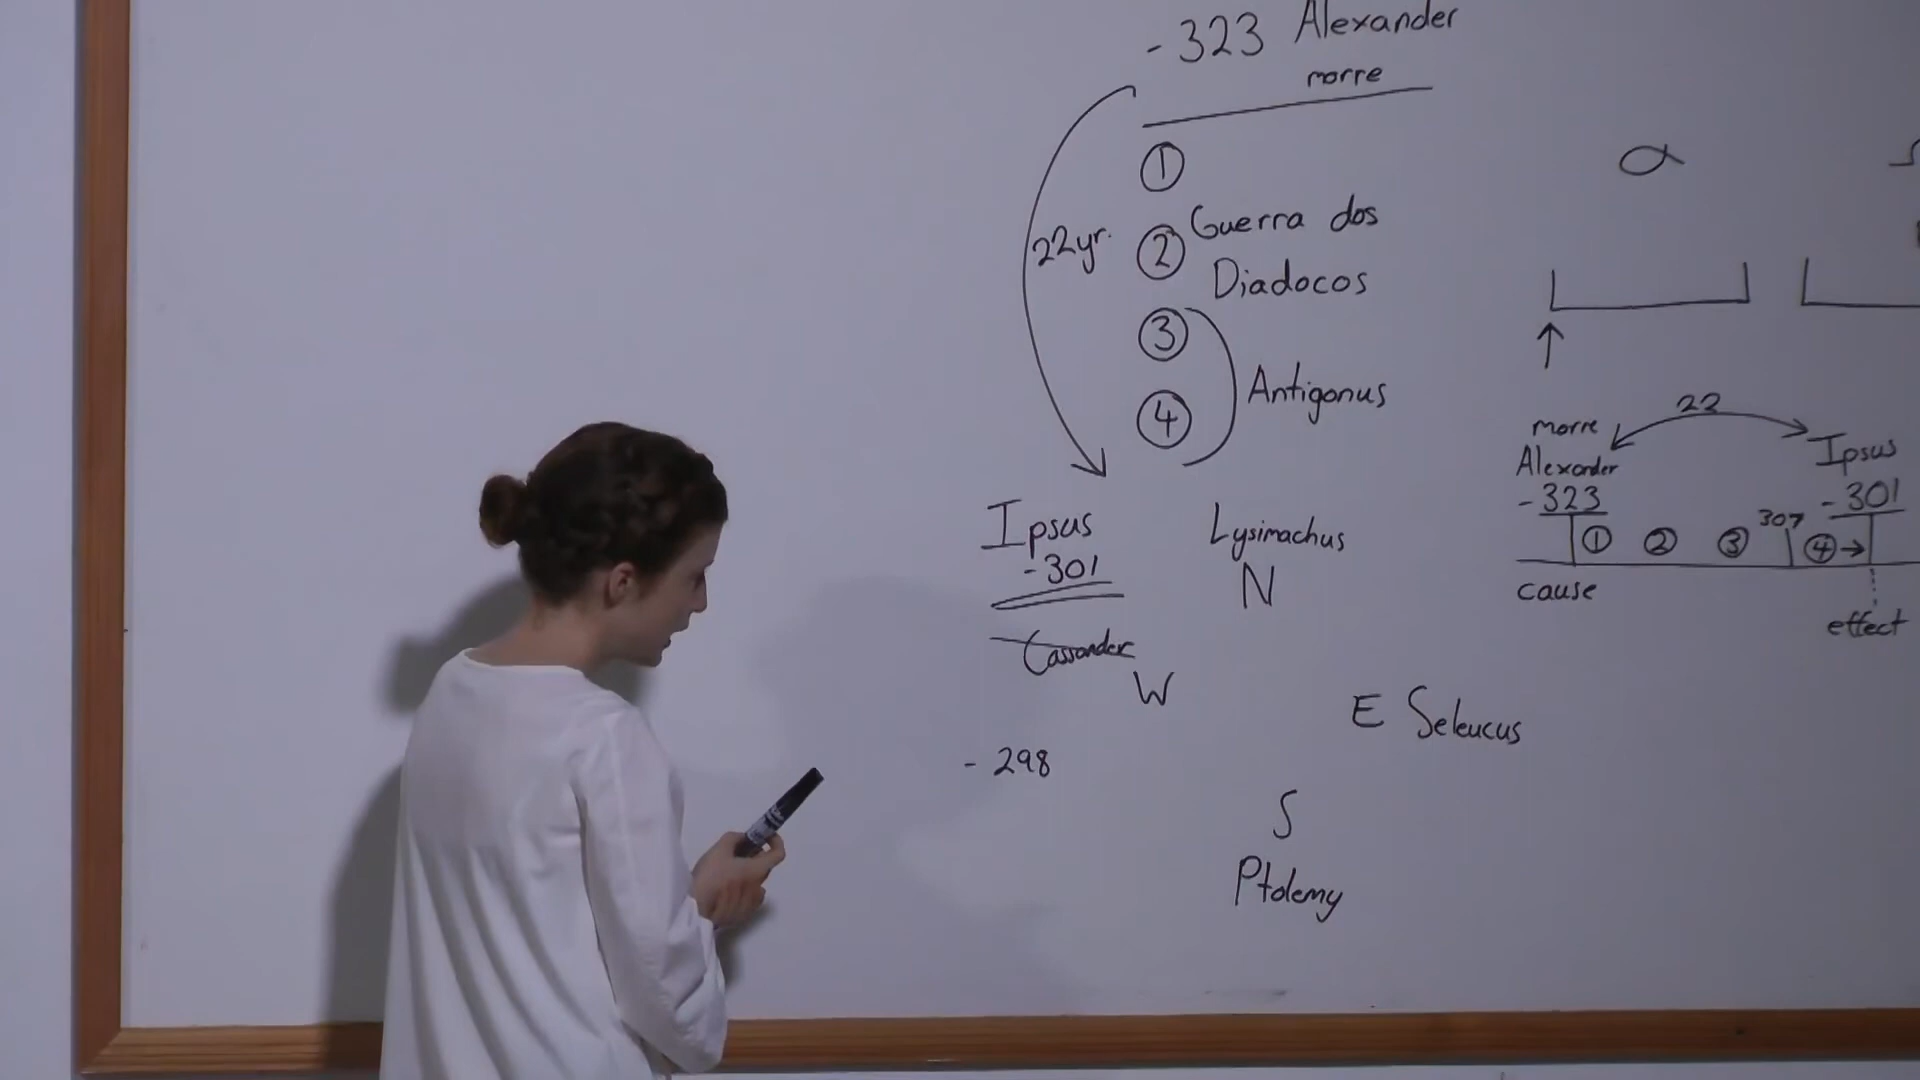 - 323 Alexander
morre
①
22yr.
② Guerra dos
Diadocos
③
Antigonus
④
Ipsus
- 301
Lysimachus
N
Cassander
W
E Seleucus
- 298
S
Ptolemy
α
22
morre
Alexander
- 323
Ipsus
- 301
① ② ③ 307 ④
cause
effect